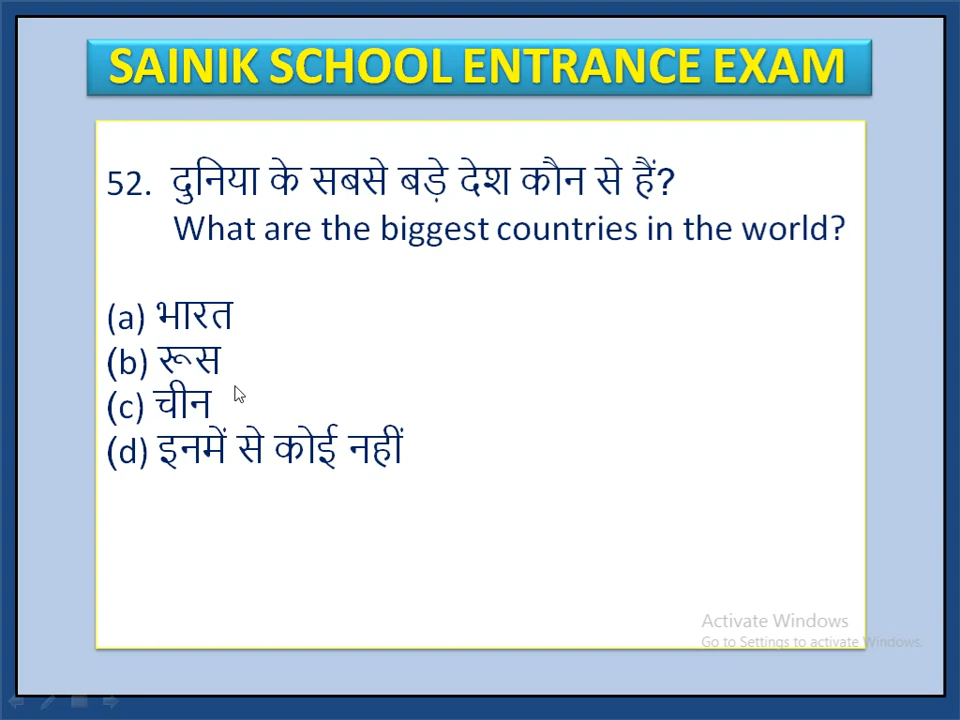 SAINIK SCHOOL ENTRANCE EXAM
52. दुनिया के सबसे बड़े देश कौन से हैं?
What are the biggest countries in the world?
(a) भारत
(b) रूस
(c) चीन
(d) इनमें से कोई नहीं
Activate Windows
Go to Settings to activate Windows.